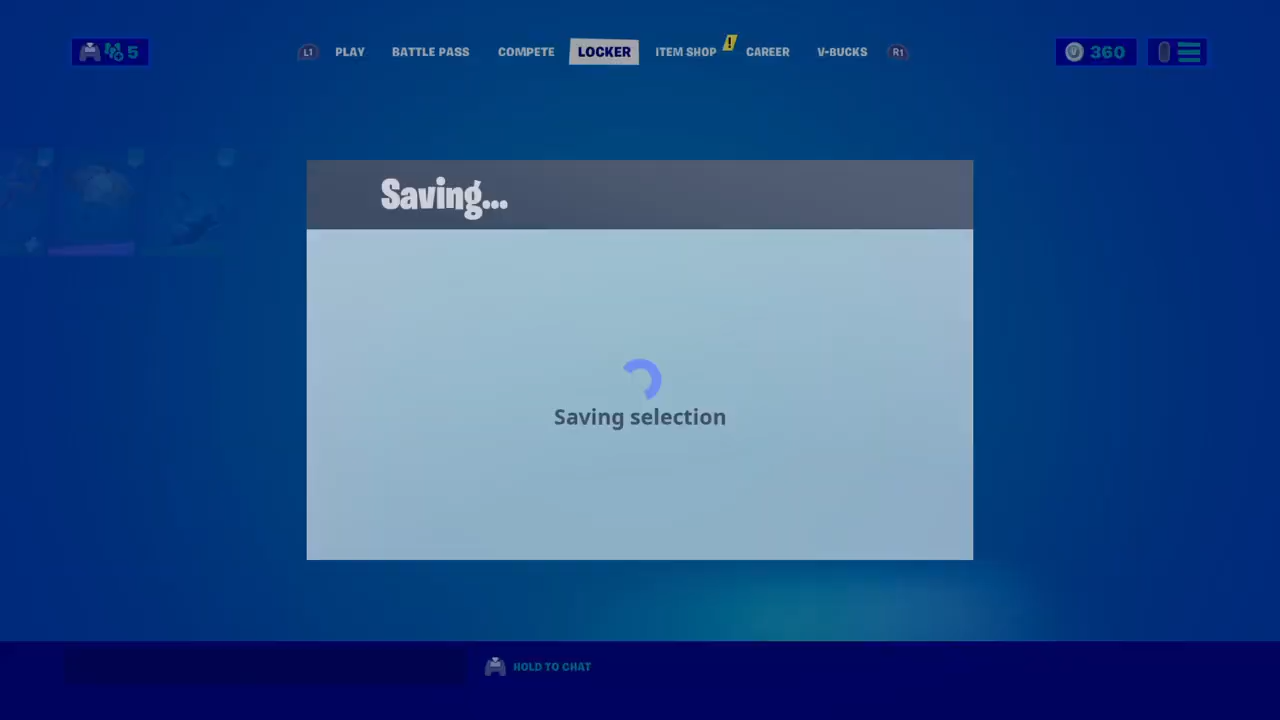 5
L1
PLAY
BATTLE PASS
COMPETE
LOCKER
ITEM SHOP
!
CAREER
V-BUCKS
R1
360
Saving...
Saving selection
HOLD TO CHAT